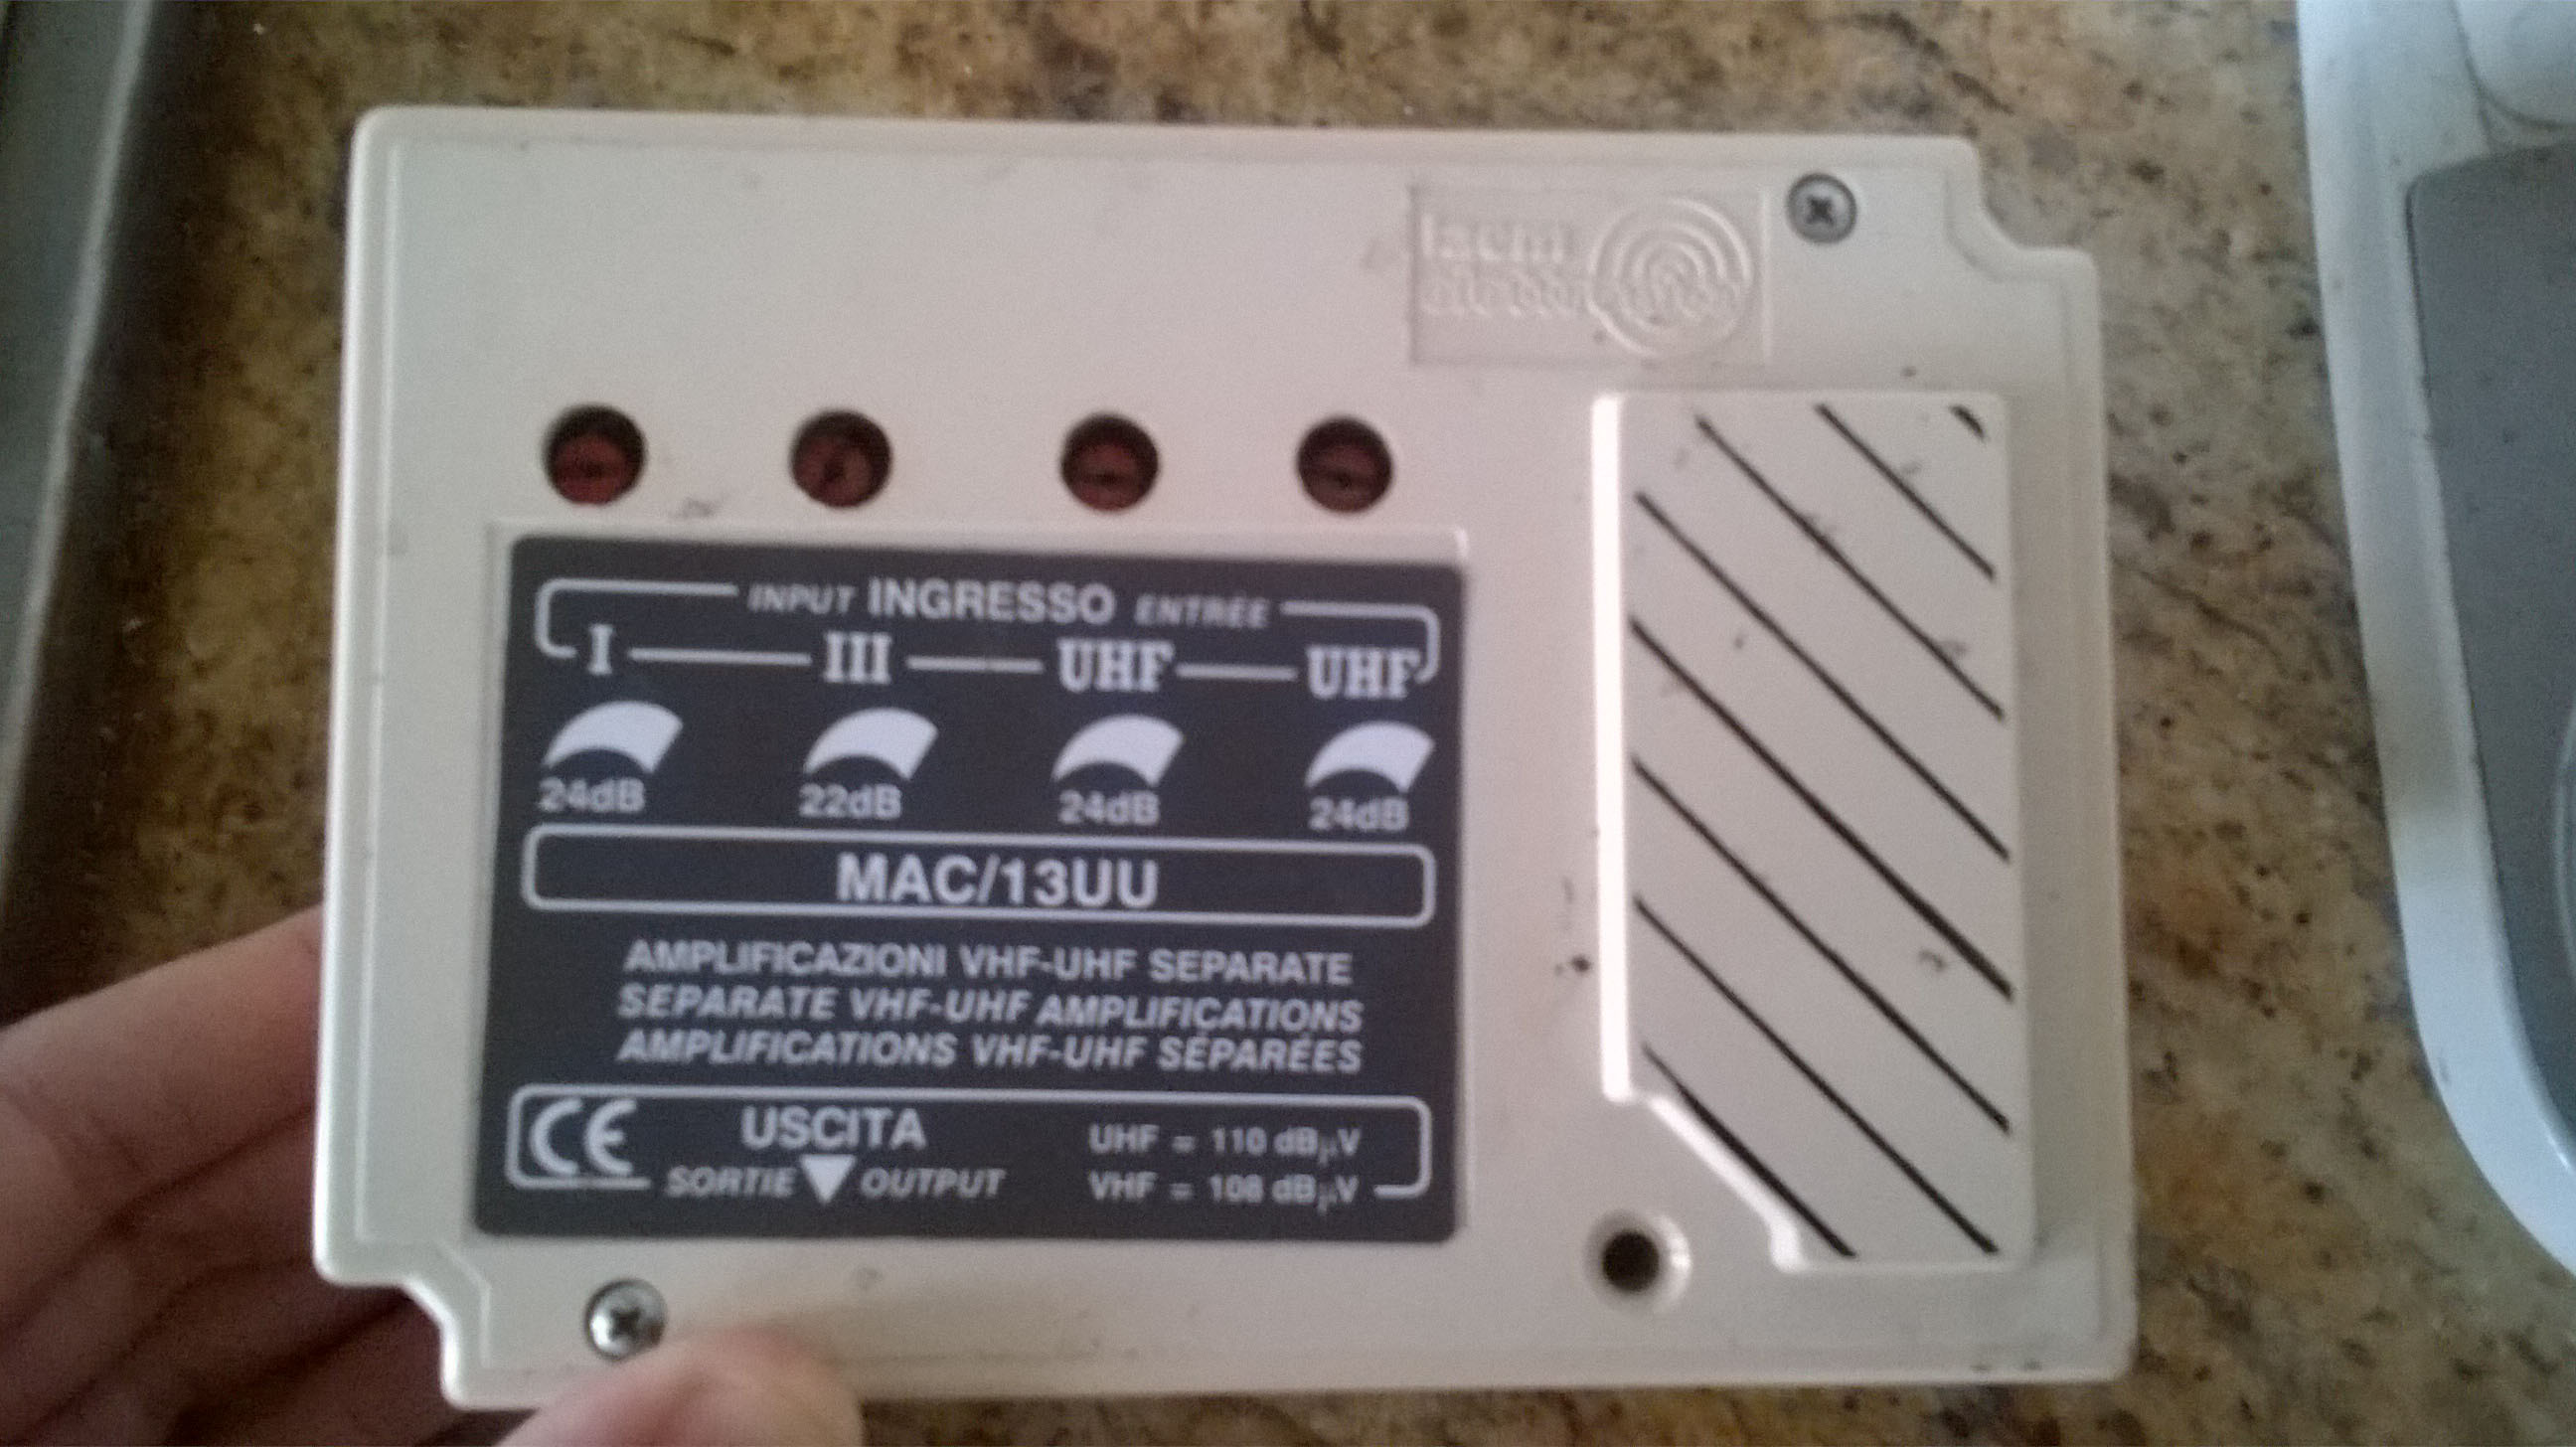 INPUT INGRESSO ENTRÉE
I III UHF UHF
24dB 22dB 24dB 24dB
MAC/13UU
AMPLIFICAZIONI VHF-UHF SEPARATE
SEPARATE VHF-UHF AMPLIFICATIONS
AMPLIFICATIONS VHF-UHF SÉPARÉES
CE USCITA UHF = 110 dBμV
SORTIE OUTPUT VHF = 108 dBμV